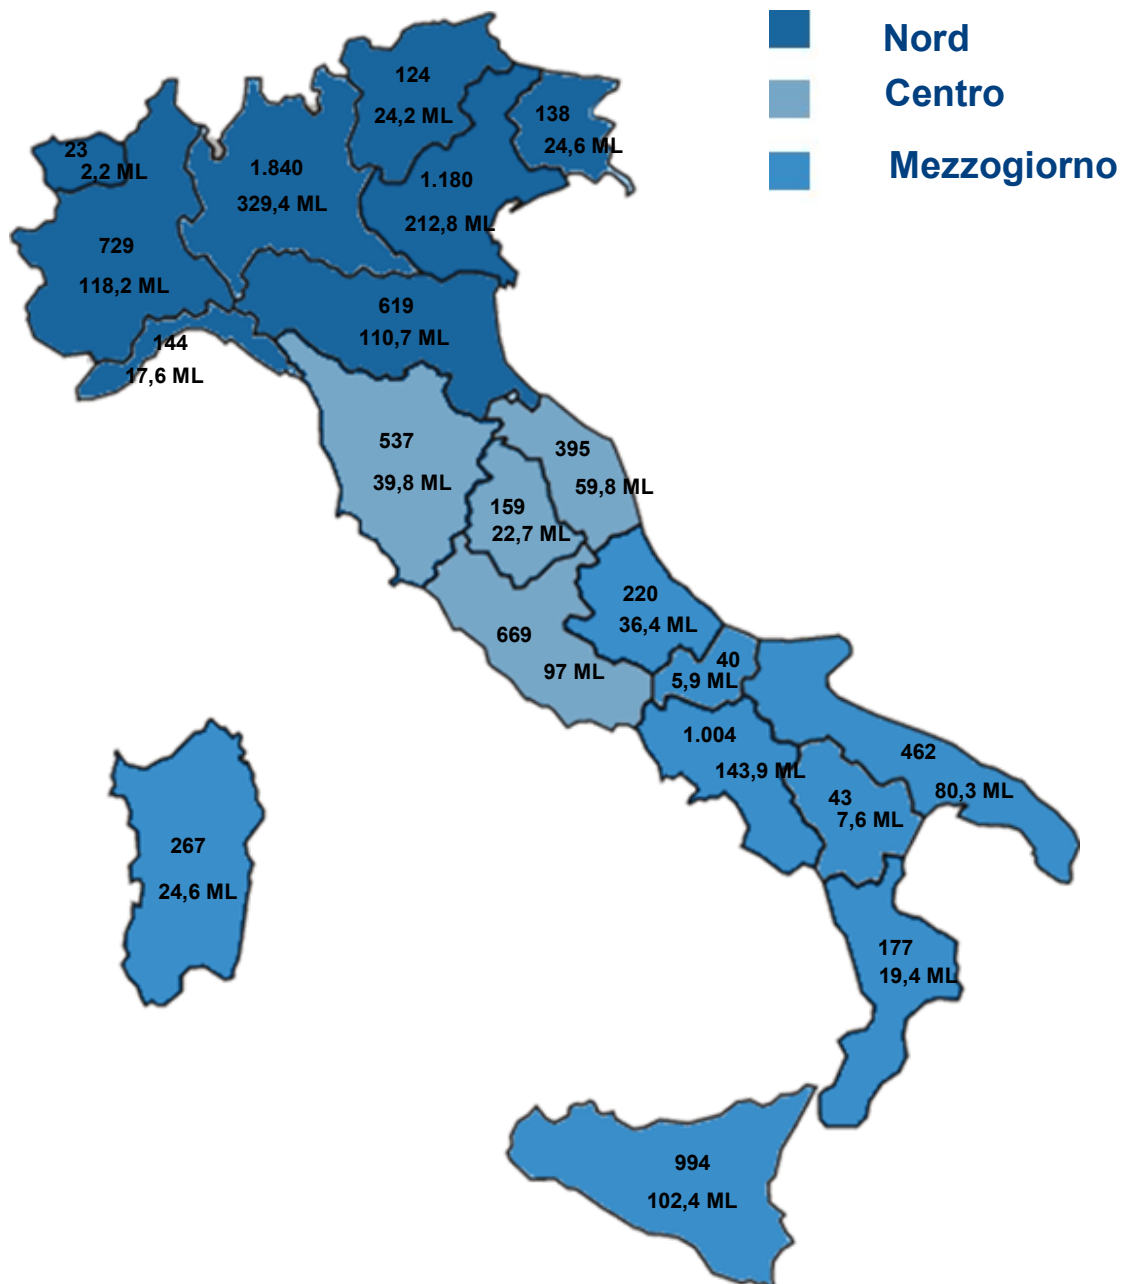 Nord
Centro
Mezzogiorno
124
24,2 ML
138
24,6 ML
23
2,2 ML
1.840
329,4 ML
1.180
212,8 ML
729
118,2 ML
619
110,7 ML
144
17,6 ML
537
39,8 ML
395
59,8 ML
159
22,7 ML
220
36,4 ML
669
97 ML
40
5,9 ML
1.004
143,9 ML
462
80,3 ML
43
7,6 ML
267
24,6 ML
177
19,4 ML
994
102,4 ML